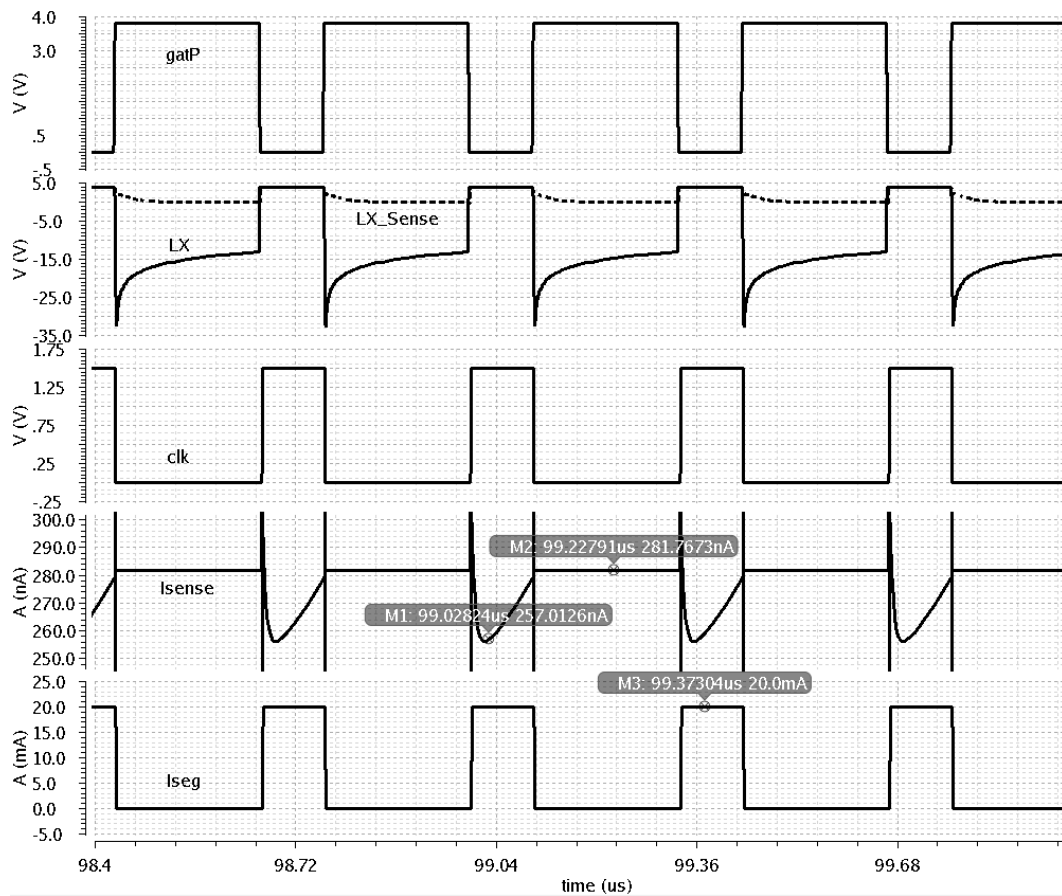 4.0
3.0
V (V)
.5
-.5
gatP
5.0
-5.0
V (V)
-15.0
-25.0
-35.0
LX
LX_Sense
1.75
1.25
V (V)
.75
.25
-.25
clk
300.0
290.0
A (nA)
280.0
270.0
260.0
250.0
Isense
M2: 99.22791us 281.7673nA
M1: 99.02824us 257.0126nA
M3: 99.37304us 20.0mA
25.0
20.0
A (mA)
15.0
10.0
5.0
0.0
-5.0
Iseg
98.4 98.72 99.04 99.36 99.68
time (us)